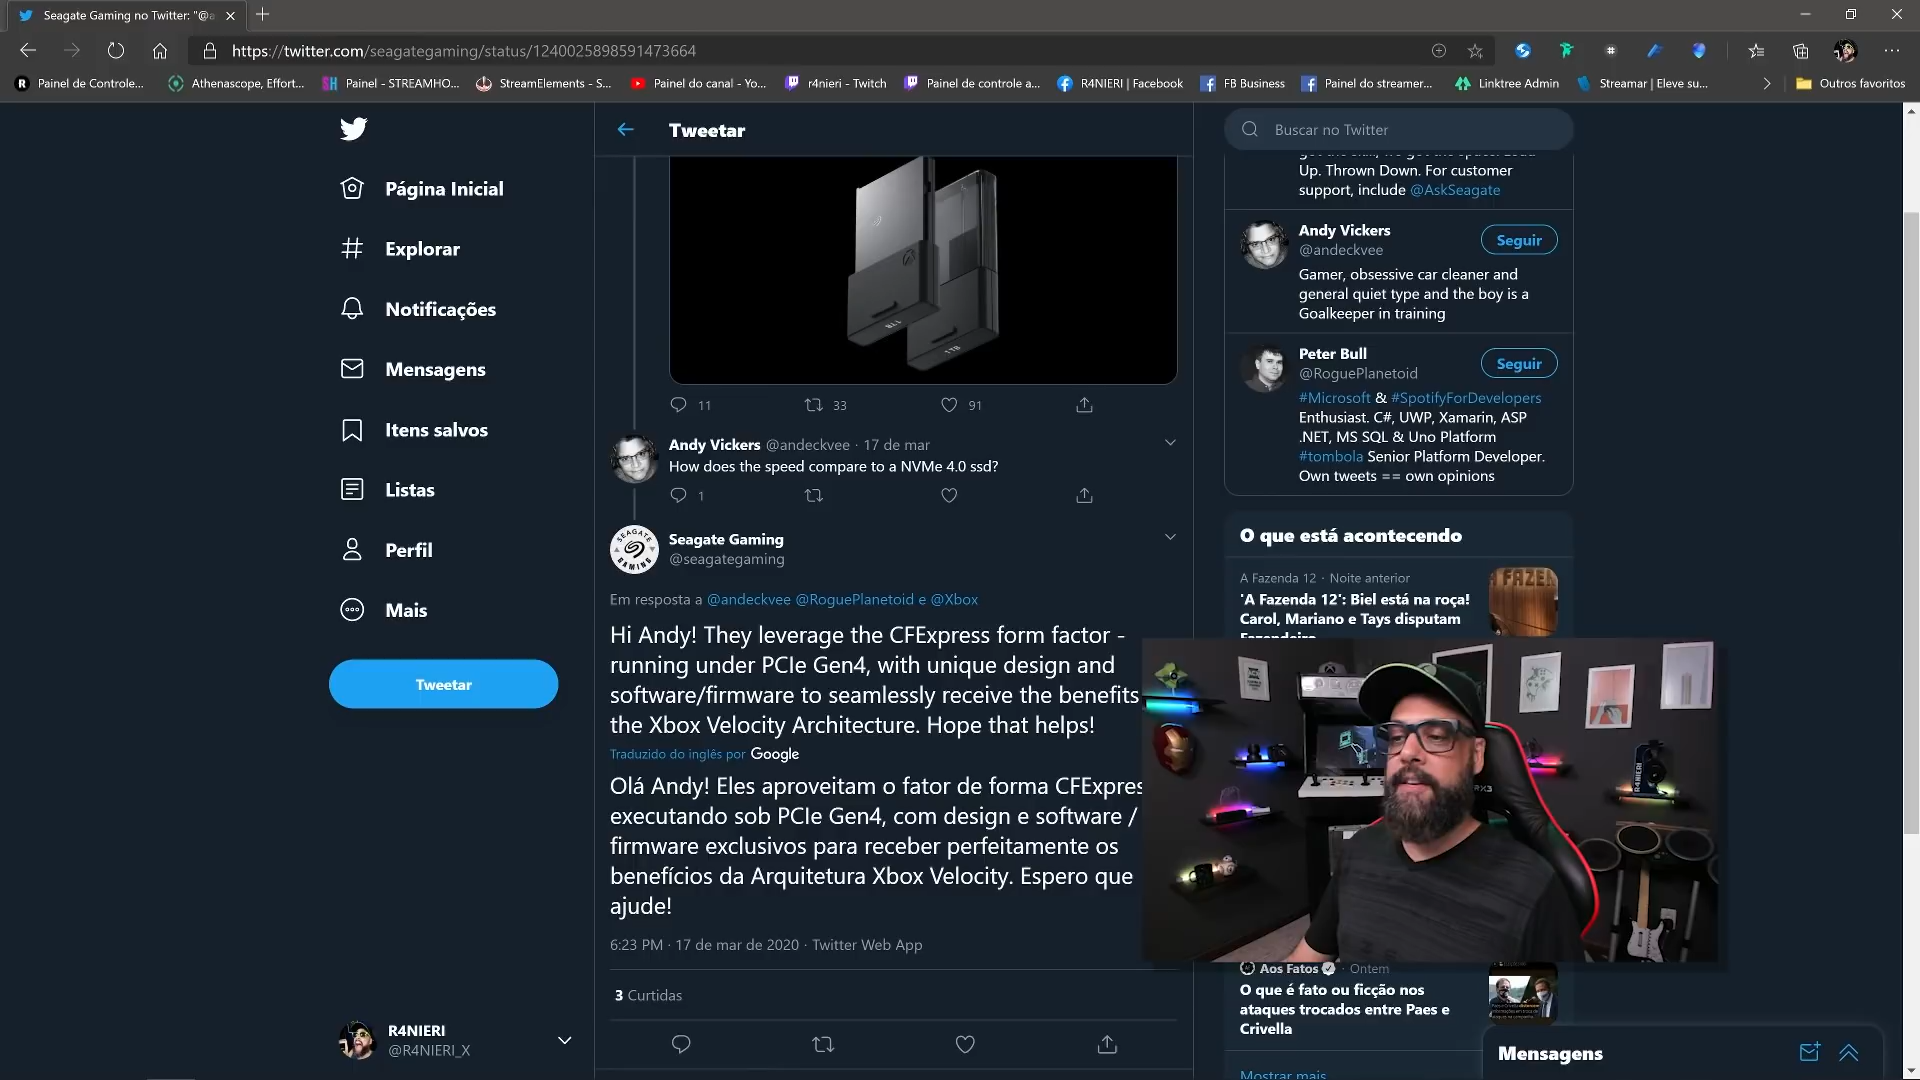 Seagate Gaming no Twitter: "@a
https://twitter.com/seagategaming/status/1240025898591473664
Painel de Controle...
Athenascope, Effort...
Painel - STREAMHO...
StreamElements - S...
Painel do canal - Yo...
r4nieri - Twitch
Painel de controle a...
R4NIERI | Facebook
FB Business
Painel do streamer...
Linktree Admin
Streamar | Eleve su...
Outros favoritos
Página Inicial
Explorar
Notificações
Mensagens
Itens salvos
Listas
Perfil
Mais
Tweetar
R4NIERI
@R4NIERI_X
Tweetar
1TB
1TB
11
33
91
Andy Vickers @andeckvee · 17 de mar
How does the speed compare to a NVMe 4.0 ssd?
1
SEAGATE GAMING
Seagate Gaming
@seagategaming
Em resposta a @andeckvee @RoguePlanetoid e @Xbox
Hi Andy! They leverage the CFExpress form factor -
running under PCIe Gen4, with unique design and
software/firmware to seamlessly receive the benefits
the Xbox Velocity Architecture. Hope that helps!
Traduzido do inglês por Google
Olá Andy! Eles aproveitam o fator de forma CFExpres
executando sob PCIe Gen4, com design e software /
firmware exclusivos para receber perfeitamente os
benefícios da Arquitetura Xbox Velocity. Espero que
ajude!
6:23 PM · 17 de mar de 2020 · Twitter Web App
3 Curtidas
Buscar no Twitter
Up. Thrown Down. For customer
support, include @AskSeagate
Andy Vickers
@andeckvee
Seguir
Gamer, obsessive car cleaner and
general quiet type and the boy is a
Goalkeeper in training
Peter Bull
@RoguePlanetoid
Seguir
#Microsoft & #SpotifyForDevelopers
Enthusiast. C#, UWP, Xamarin, ASP
.NET, MS SQL & Uno Platform
#tombola Senior Platform Developer.
Own tweets == own opinions
O que está acontecendo
A Fazenda 12 · Noite anterior
'A Fazenda 12': Biel está na roça!
Carol, Mariano e Tays disputam
Fazendeiro
Aos Fatos · Ontem
O que é fato ou ficção nos
ataques trocados entre Paes e
Crivella
Mostrar mais
Mensagens